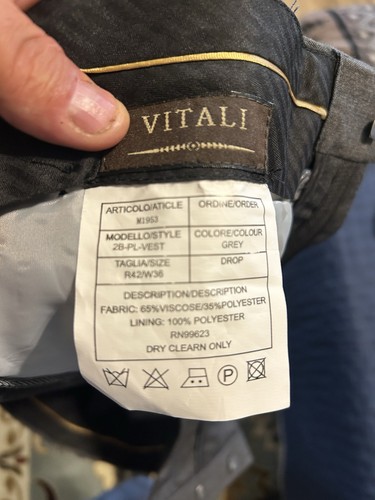 VITALI
ARTICOLO/ATICLE ORDINE/ORDER
M1953
MODELLO/STYLE COLORE/COLOUR
2B-PL-VEST GREY
TAGLIA/SIZE DROP
R42/W36
DESCRIPTION/DESCRIPTION
FABRIC: 65%VISCOSE/35%POLYESTER
LINING: 100% POLYESTER
RN99623
DRY CLEARN ONLY
P